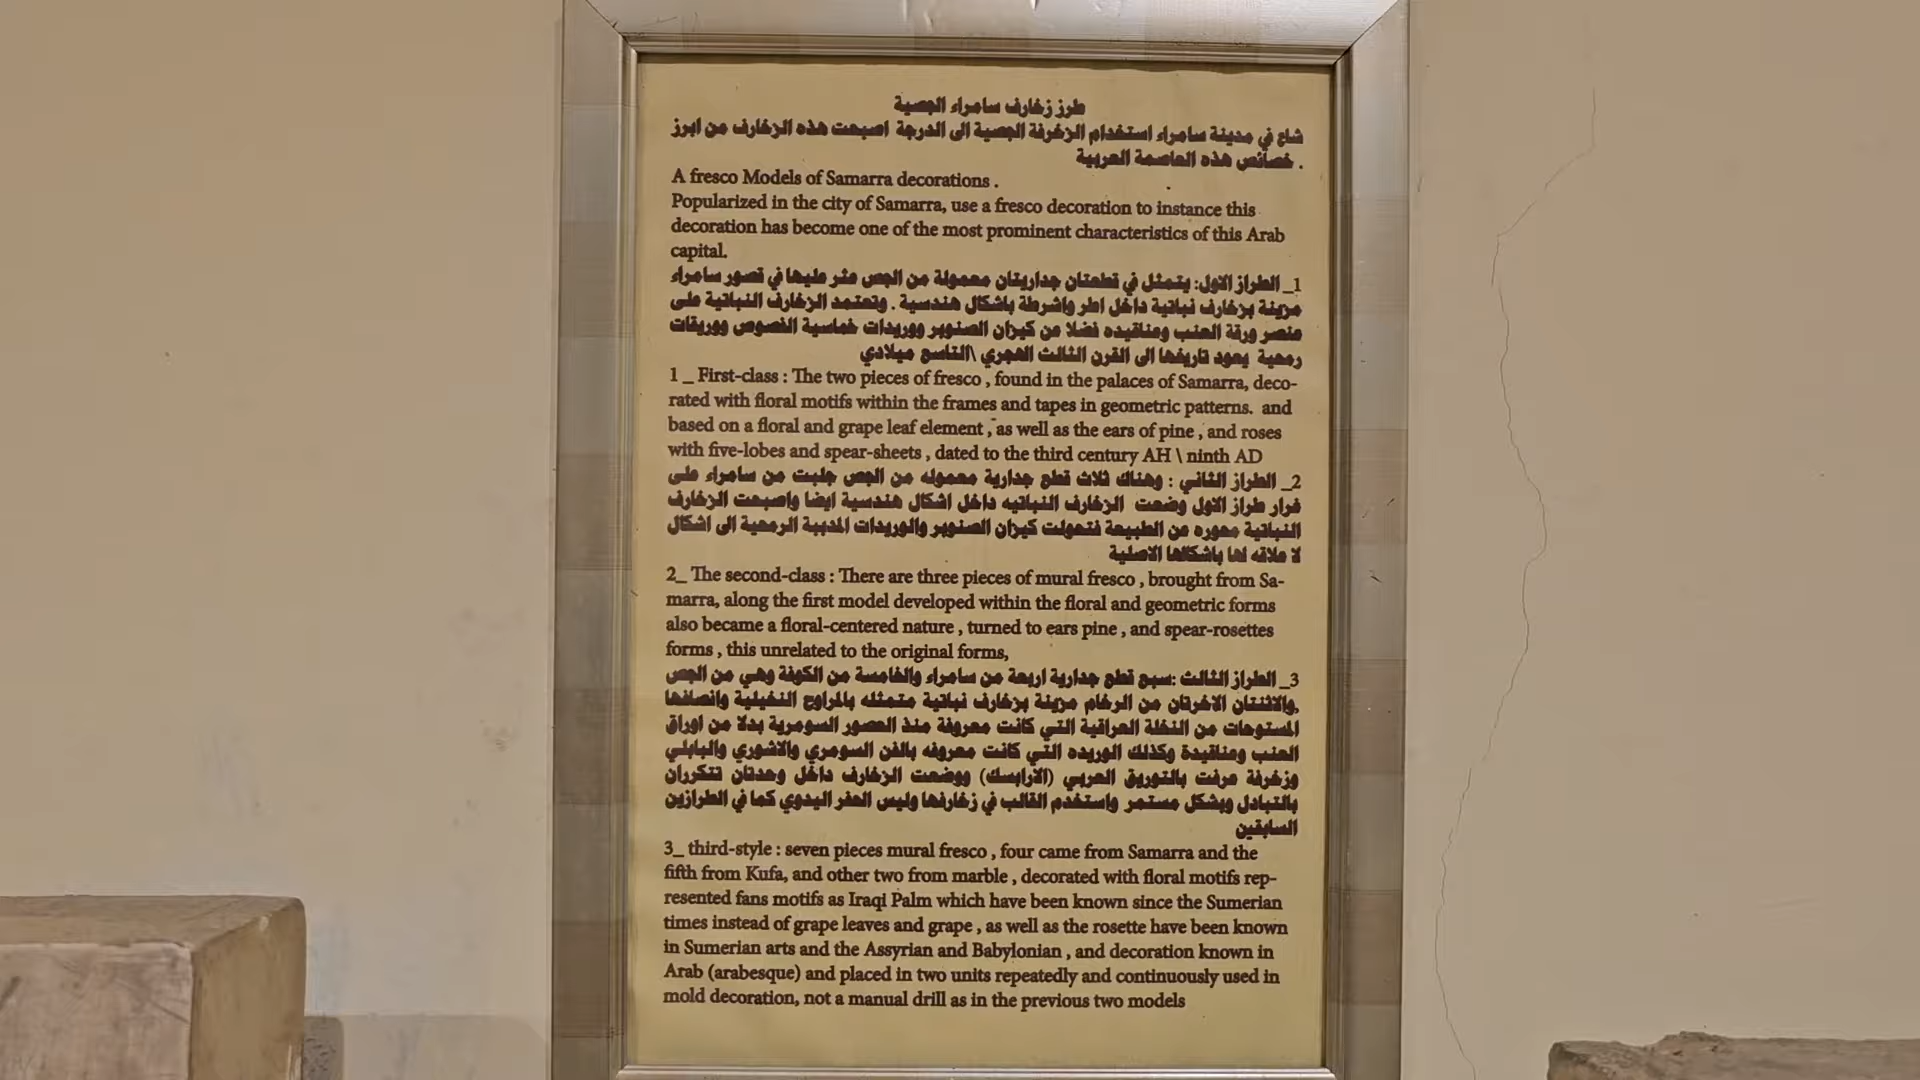 طرز زخارف سامراء الجصية
شاع في مدينة سامراء استخدام الزخرفة الجصية الى الدرجة اصبحت هذه الزخارف من ابرز
خصائص هذه العاصمة العربية .
A fresco Models of Samarra decorations .
Popularized in the city of Samarra, use a fresco decoration to instance this
decoration has become one of the most prominent characteristics of this Arab
capital.
1_ الطراز الاول: يتمثل في قطعتان جداريتان معمولة من الجص عثر عليها في قصور سامراء
مزينة بزخارف نباتية داخل اطر واشرطة باشكال هندسية . وتعتمد الزخارف النباتية على
عنصر ورقة العنب وعناقيده فضلا عن كيزان الصنوبر ووريدات خماسية الفصوص ووريقات
رمحية يعود تاريخها الى القرن الثالث الهجري \التاسع ميلادي
1 _ First-class : The two pieces of fresco , found in the palaces of Samarra, deco-
rated with floral motifs within the frames and tapes in geometric patterns. and
based on a floral and grape leaf element , as well as the ears of pine , and roses
with five-lobes and spear-sheets , dated to the third century AH \ ninth AD
2_ الطراز الثاني : وهناك ثلاث قطع جدارية معموله من الجص جلبت من سامراء على
غرار طراز الاول وضعت الزخارف النباتيه داخل اشكال هندسية ايضا واصبحت الزخارف
النباتية محوره عن الطبيعة فتحولت كيزان الصنوبر والوريدات المدببة الرمحية الى اشكال
لا علاقه لها باشكالها الاصلية
2_ The second-class : There are three pieces of mural fresco , brought from Sa-
marra, along the first model developed within the floral and geometric forms
also became a floral-centered nature , turned to ears pine , and spear-rosettes
forms , this unrelated to the original forms,
3_ الطراز الثالث :سبع قطع جدارية اربعة من سامراء والخامسة من الكوفة وهي من الجص
,والاثنتان الاخرتان من الرخام مزينة بزخارف نباتية متمثله بالمراوح النخيلية وانصافها
المستوحات من النخلة العراقية التي كانت معروفة منذ العصور السومرية بدلا من اوراق
العنب وعناقيدة وكذلك الوريده التي كانت معروفه بالفن السومري والاشوري والبابلي
وزخرفة عرفت بالتوريق العربي (الارابسك) ووضعت الزخارف داخل وحدتان تتكرران
بالتبادل وبشكل مستمر واستخدم القالب في زخارفها وليس الحفر اليدوي كما في الطرازين
السابقين
3_ third-style : seven pieces mural fresco , four came from Samarra and the
fifth from Kufa, and other two from marble , decorated with floral motifs rep-
resented fans motifs as Iraqi Palm which have been known since the Sumerian
times instead of grape leaves and grape , as well as the rosette have been known
in Sumerian arts and the Assyrian and Babylonian , and decoration known in
Arab (arabesque) and placed in two units repeatedly and continuously used in
mold decoration, not a manual drill as in the previous two models